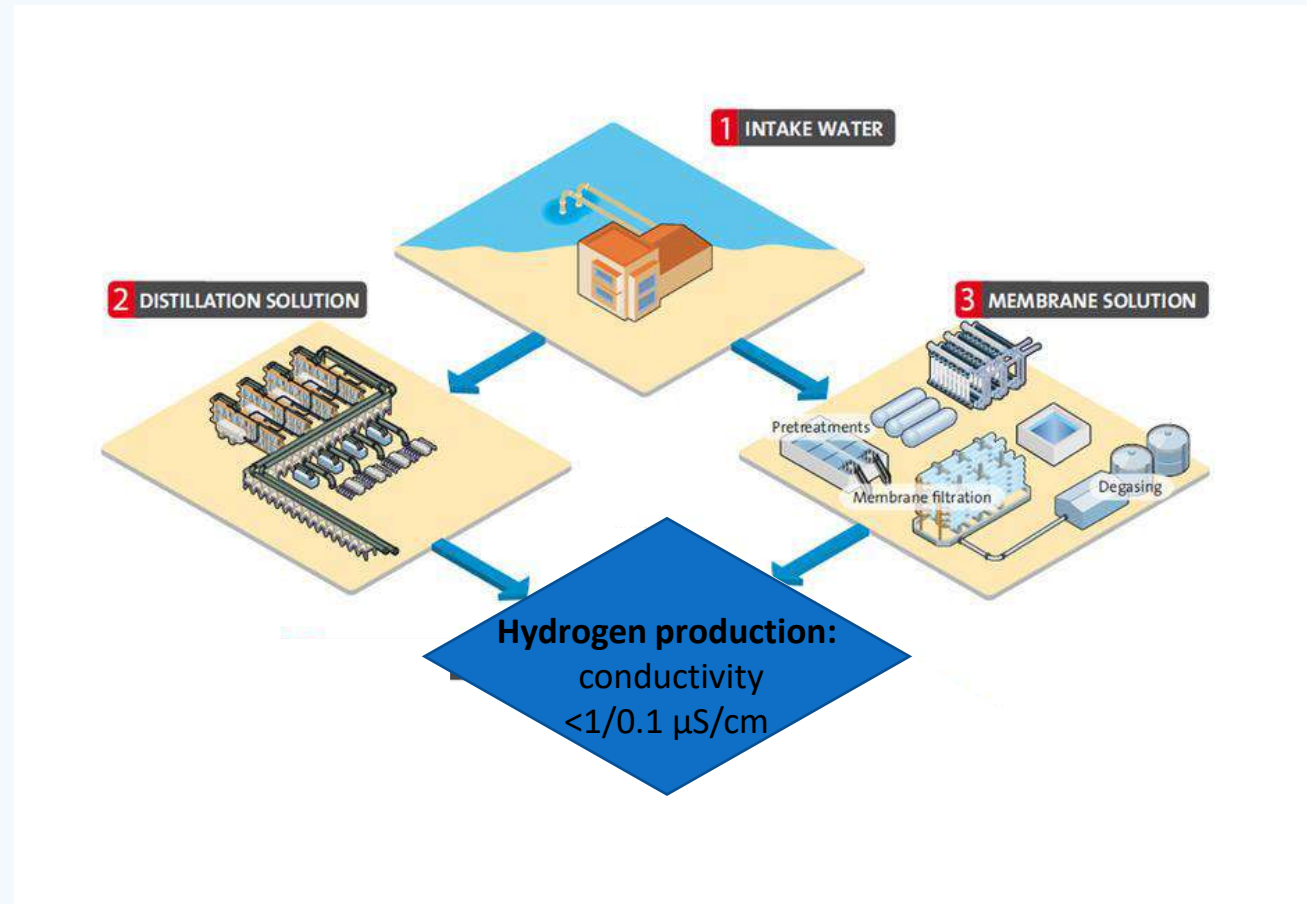 1 INTAKE WATER
2 DISTILLATION SOLUTION
3 MEMBRANE SOLUTION
Pretreatments
Membrane filtration
Degasing
Hydrogen production:
conductivity
<1/0.1 µS/cm